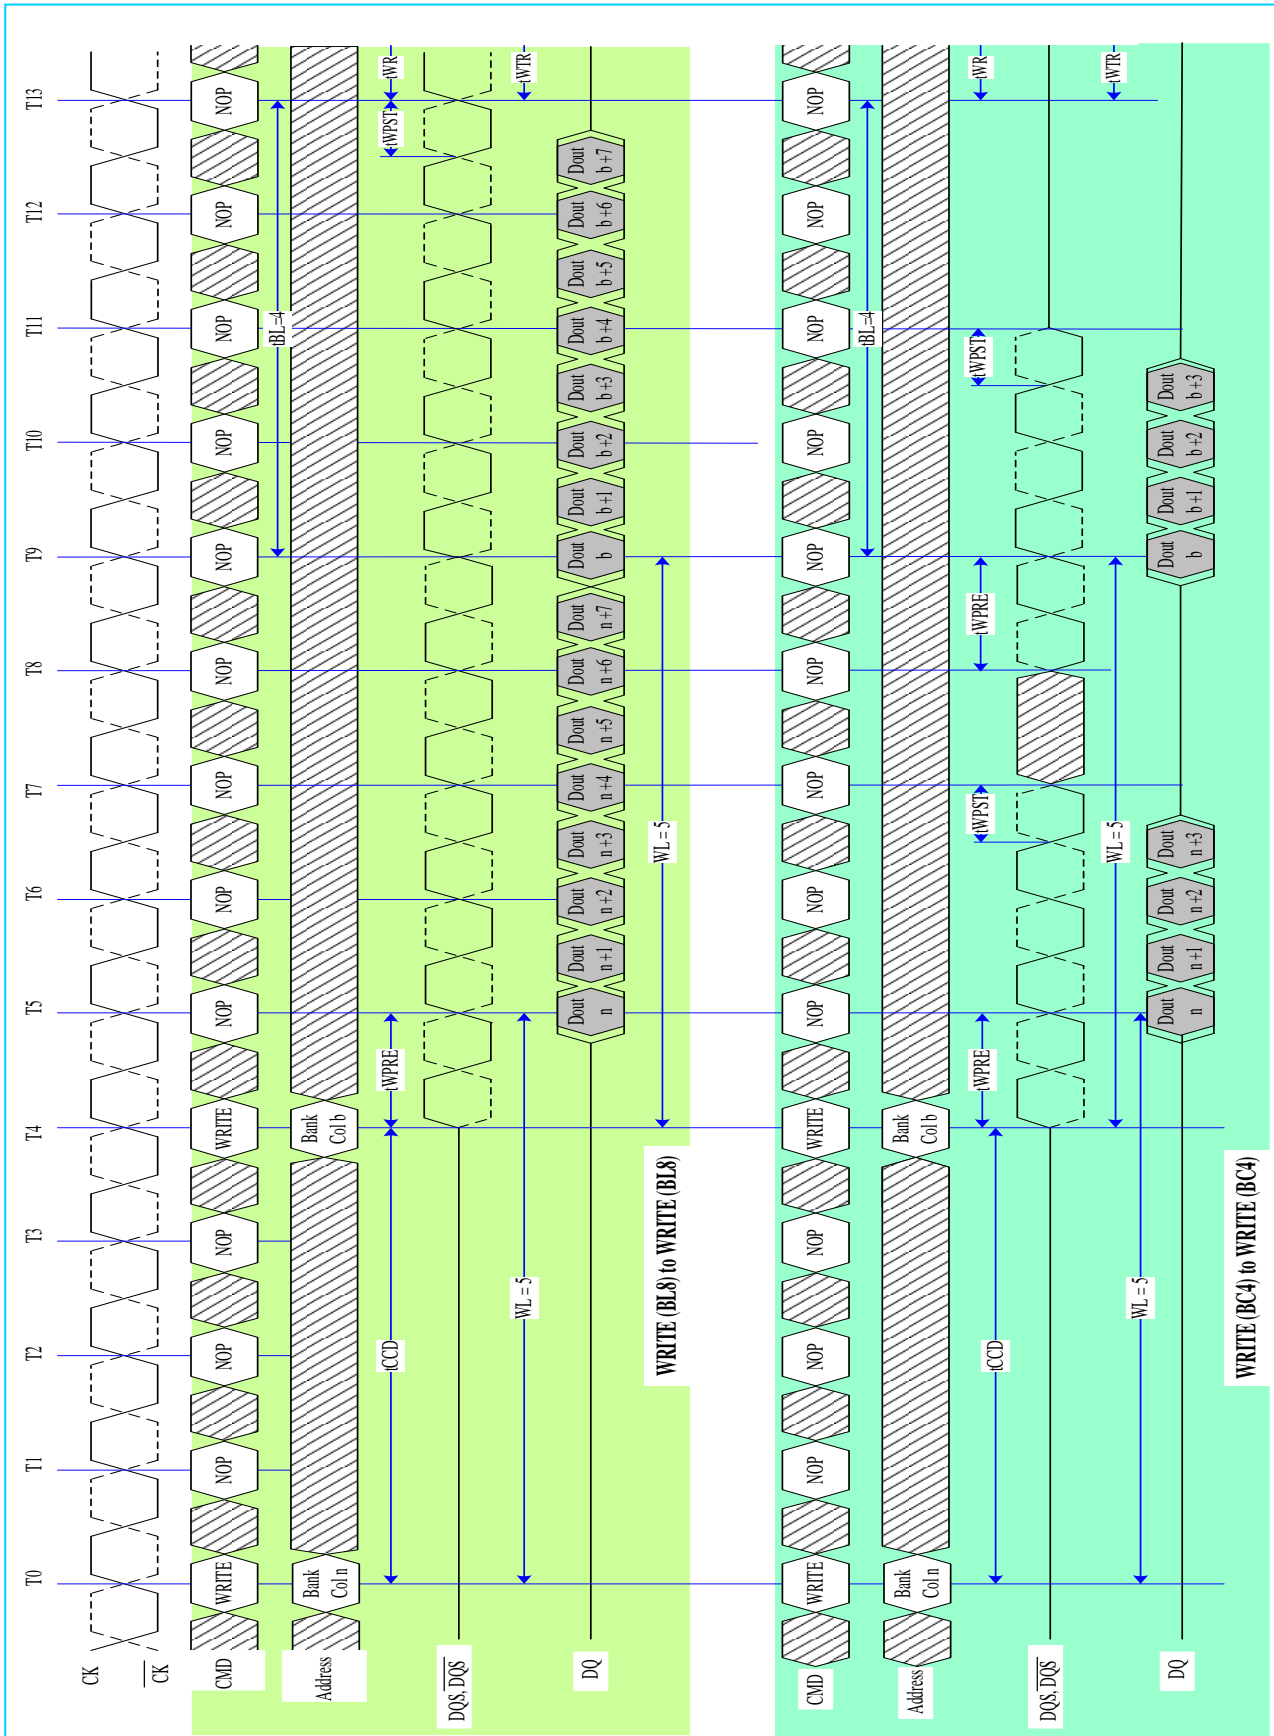 T0 T1 T2 T3 T4 T5 T6 T7 T8 T9 T10 T11 T12 T13
CK
CK
CMD WRITE NOP NOP NOP WRITE NOP NOP NOP NOP NOP NOP NOP NOP NOP
tBL=4
Address Bank Col n Bank Col b
tCCD tWPRE tWPST tWR
DQS, DQS
WL = 5 tWTR
DQ Dout n Dout n+1 Dout n+2 Dout n+3 Dout n+4 Dout n+5 Dout n+6 Dout n+7 Dout b Dout b+1 Dout b+2 Dout b+3 Dout b+4 Dout b+5 Dout b+6 Dout b+7
WL = 5
WRITE (BL8) to WRITE (BL8)
CMD WRITE NOP NOP NOP WRITE NOP NOP NOP NOP NOP NOP NOP NOP NOP
tBL=4
Address Bank Col n Bank Col b
tWPRE tWPST tWPRE tWPST tWR
tCCD
DQS, DQS
WL = 5 tWTR
WL = 5
DQ Dout n Dout n+1 Dout n+2 Dout n+3 Dout b Dout b+1 Dout b+2 Dout b+3
WRITE (BC4) to WRITE (BC4)